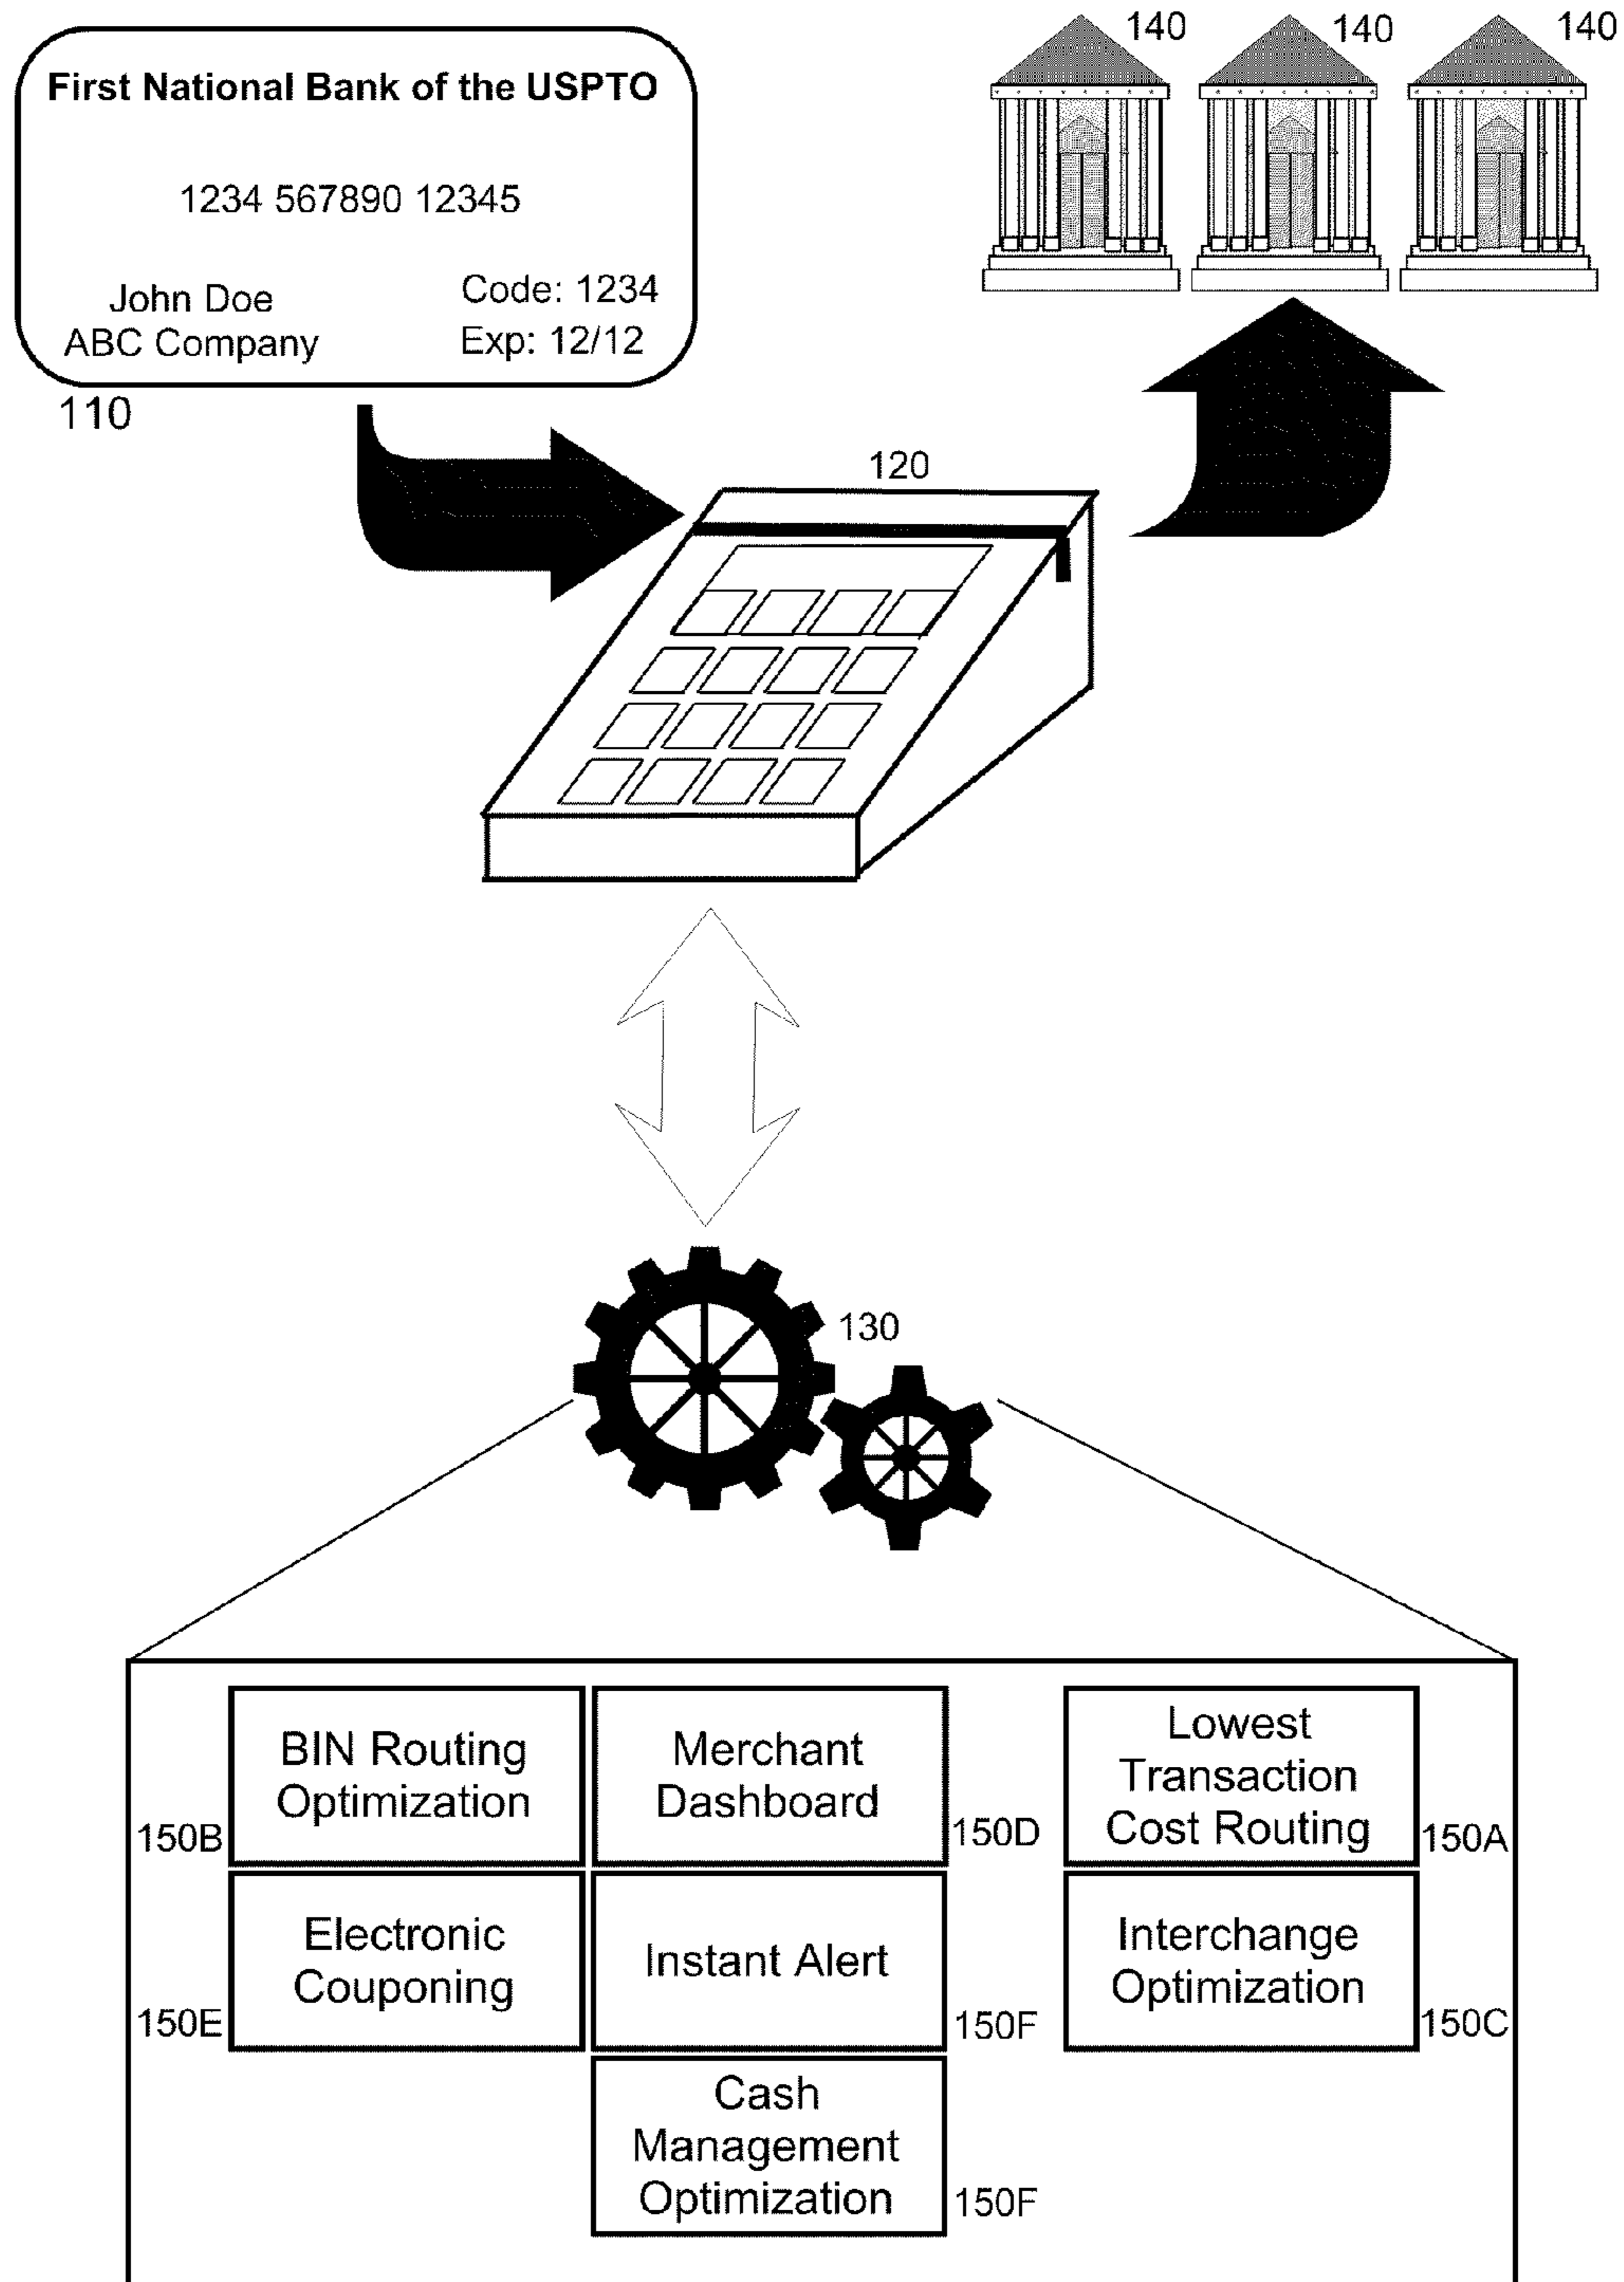 140
140
140
First National Bank of the USPTO
1234 567890 12345
John Doe
Code: 1234
ABC Company
Exp: 12/12
110
120
130
BIN Routing
Optimization
150B
Merchant
Dashboard
150D
Lowest
Transaction
Cost Routing
150A
Electronic
Couponing
150E
Instant Alert
150F
Interchange
Optimization
150C
Cash
Management
Optimization
150F